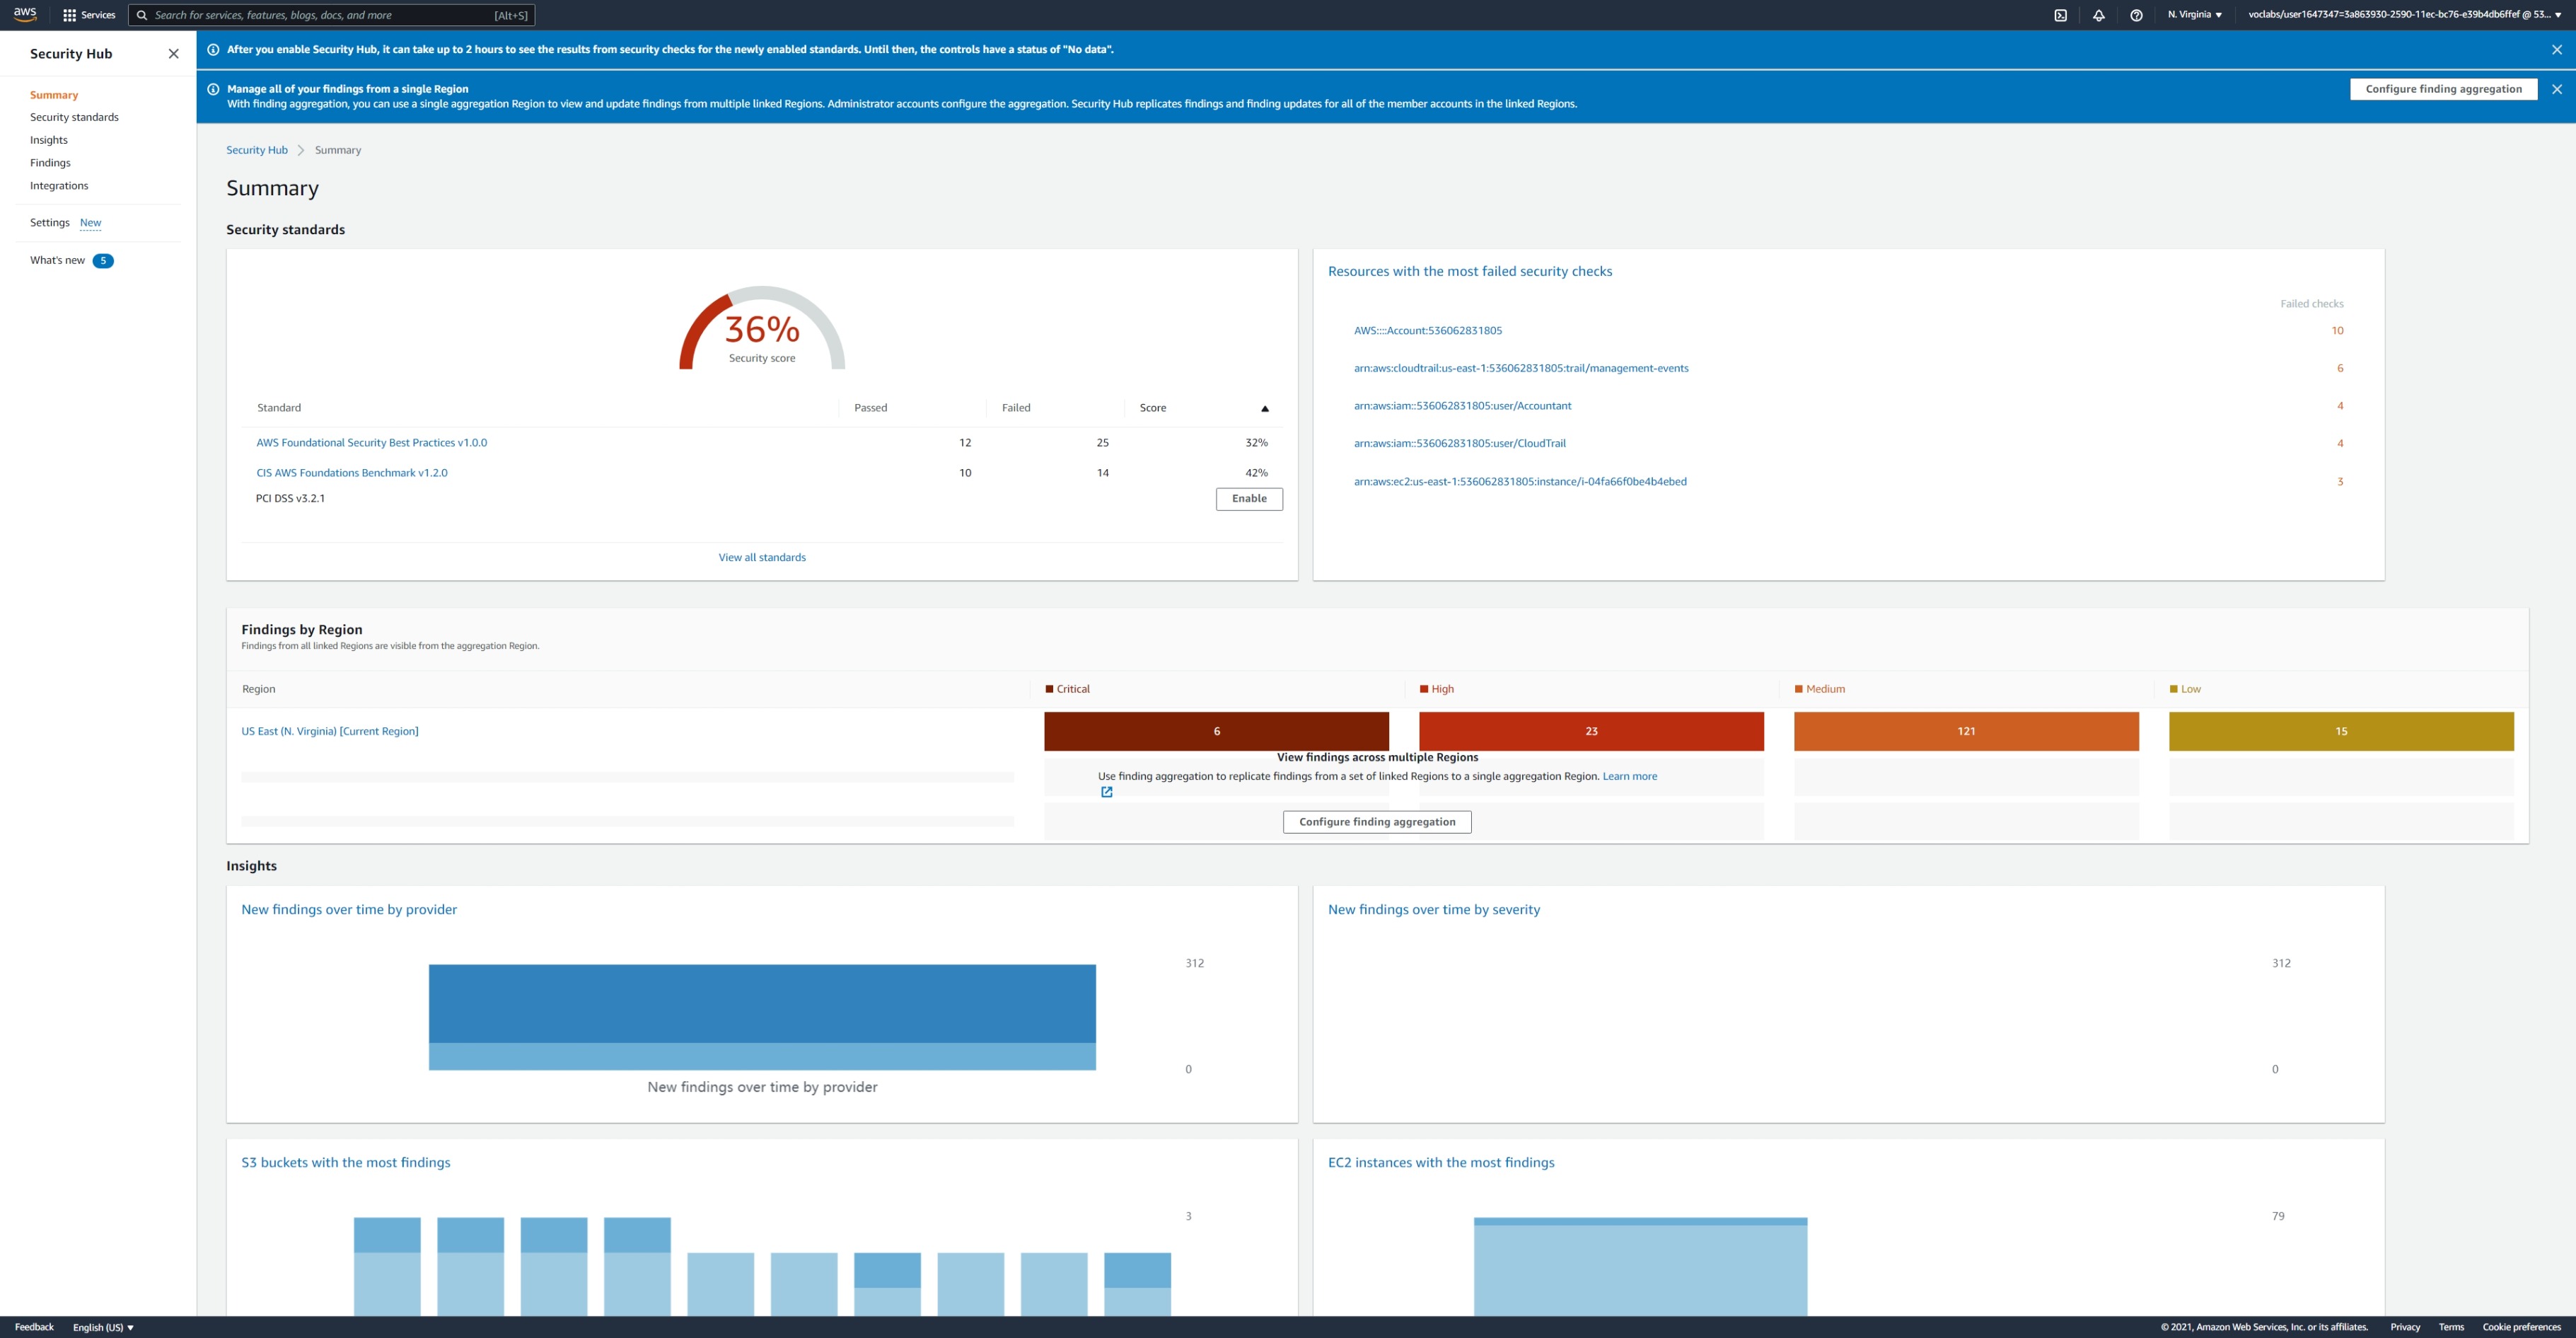 aws
Services
Search for services, features, blogs, docs, and more
[Alt+S]
N. Virginia
voclabs/user1647347=3a863930-2590-11ec-bc76-e39b4db6ffef @ 53...
Security Hub
Summary
Security standards
Insights
Findings
Integrations
Settings New
What's new 5
After you enable Security Hub, it can take up to 2 hours to see the results from security checks for the newly enabled standards. Until then, the controls have a status of "No data".
Manage all of your findings from a single Region
With finding aggregation, you can use a single aggregation Region to view and update findings from multiple linked Regions. Administrator accounts configure the aggregation. Security Hub replicates findings and finding updates for all of the member accounts in the linked Regions.
Configure finding aggregation
Security Hub Summary
Summary
Security standards
36%
Security score
Standard Passed Failed Score
AWS Foundational Security Best Practices v1.0.0 12 25 32%
CIS AWS Foundations Benchmark v1.2.0 10 14 42%
PCI DSS v3.2.1 Enable
View all standards
Resources with the most failed security checks
Failed checks
AWS::::Account:536062831805 10
arn:aws:cloudtrail:us-east-1:536062831805:trail/management-events 6
arn:aws:iam::536062831805:user/Accountant 4
arn:aws:iam::536062831805:user/CloudTrail 4
arn:aws:ec2:us-east-1:536062831805:instance/i-04fa66f0be4b4ebed 3
Findings by Region
Findings from all linked Regions are visible from the aggregation Region.
Region Critical High Medium Low
US East (N. Virginia) [Current Region] 6 23 121 15
View findings across multiple Regions
Use finding aggregation to replicate findings from a set of linked Regions to a single aggregation Region. Learn more
Configure finding aggregation
Insights
New findings over time by provider
312
0
New findings over time by provider
New findings over time by severity
312
0
S3 buckets with the most findings
3
EC2 instances with the most findings
79
Feedback English (US)
© 2021, Amazon Web Services, Inc. or its affiliates. Privacy Terms Cookie preferences